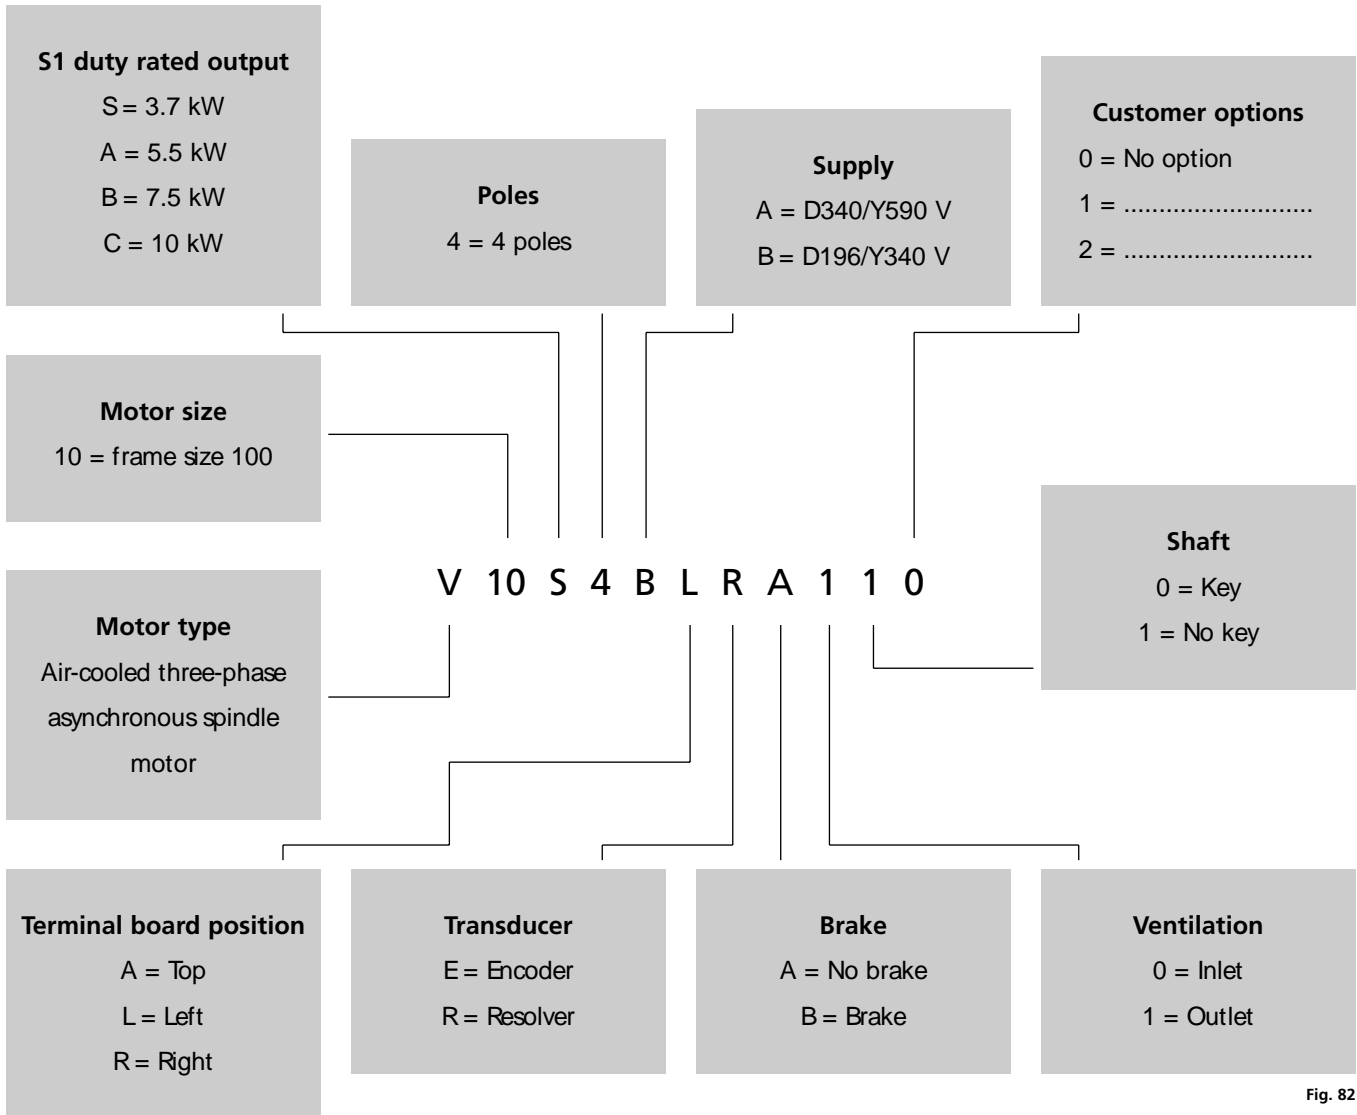 S1 duty rated output
S = 3.7 kW
A = 5.5 kW
B = 7.5 kW
C = 10 kW
Poles
4 = 4 poles
Supply
A = D340/Y590 V
B = D196/Y340 V
Customer options
0 = No option
1 = ...........................
2 = ...........................
Motor size
10 = frame size 100
Shaft
0 = Key
1 = No key
V 10 S 4 B L R A 1 1 0
Motor type
Air-cooled three-phase
asynchronous spindle
motor
Terminal board position
A = Top
L = Left
R = Right
Transducer
E = Encoder
R = Resolver
Brake
A = No brake
B = Brake
Ventilation
0 = Inlet
1 = Outlet
Fig. 82